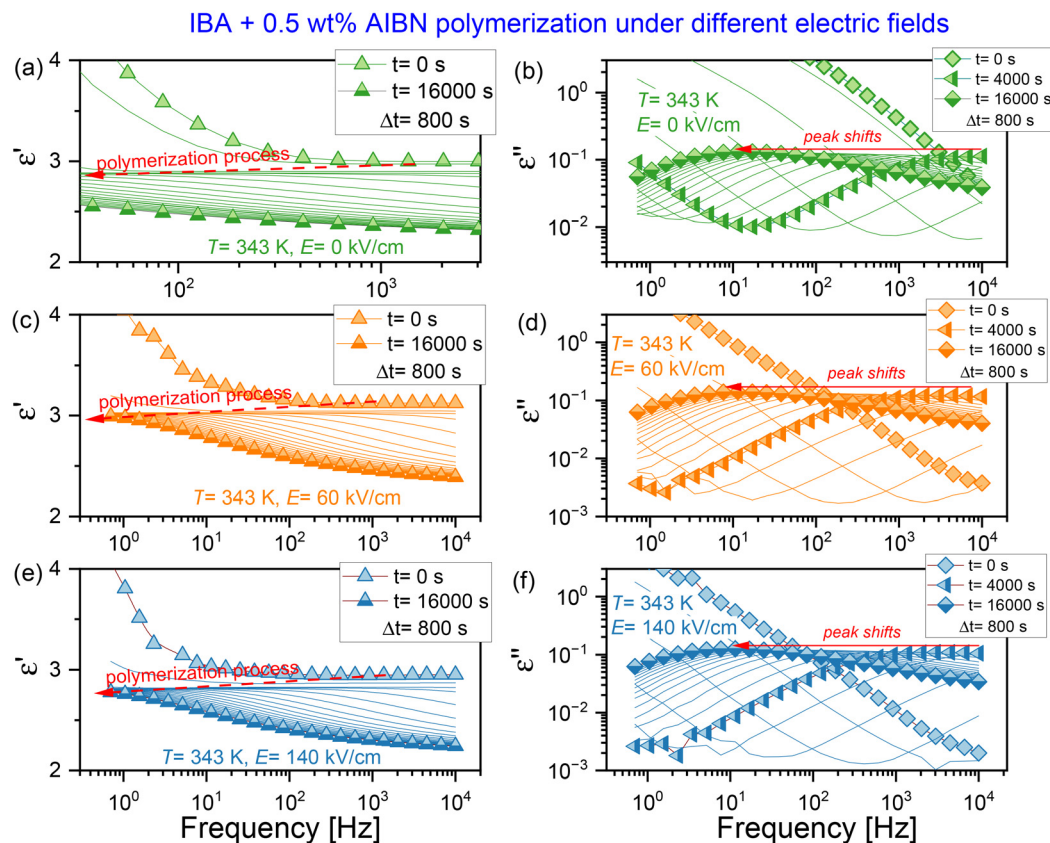 IBA + 0.5 wt% AIBN polymerization under different electric fields
(a)
4
3
2
ε'
t= 0 s
t= 16000 s
Δt= 800 s
polymerization process
T= 343 K, E= 0 kV/cm
10²
10³
(b)
10⁰
10⁻¹
10⁻²
ε"
T= 343 K
E= 0 kV/cm
t= 0 s
t= 4000 s
t= 16000 s
Δt= 800 s
peak shifts
10⁰
10¹
10²
10³
10⁴
(c)
4
3
2
ε'
t= 0 s
t= 16000 s
Δt= 800 s
polymerization process
T= 343 K, E= 60 kV/cm
10⁰
10¹
10²
10³
10⁴
(d)
10⁰
10⁻¹
10⁻²
10⁻³
ε"
T= 343 K
E= 60 kV/cm
t= 0 s
t= 4000 s
t= 16000 s
Δt= 800 s
peak shifts
10⁰
10¹
10²
10³
10⁴
(e)
4
3
2
ε'
t= 0 s
t= 16000 s
Δt= 800 s
polymerization process
T= 343 K, E= 140 kV/cm
10⁰
10¹
10²
10³
10⁴
Frequency [Hz]
(f)
10⁰
10⁻¹
10⁻²
10⁻³
ε"
T= 343 K
E= 140 kV/cm
t= 0 s
t= 4000 s
t= 16000 s
Δt= 800 s
peak shifts
10⁰
10¹
10²
10³
10⁴
Frequency [Hz]